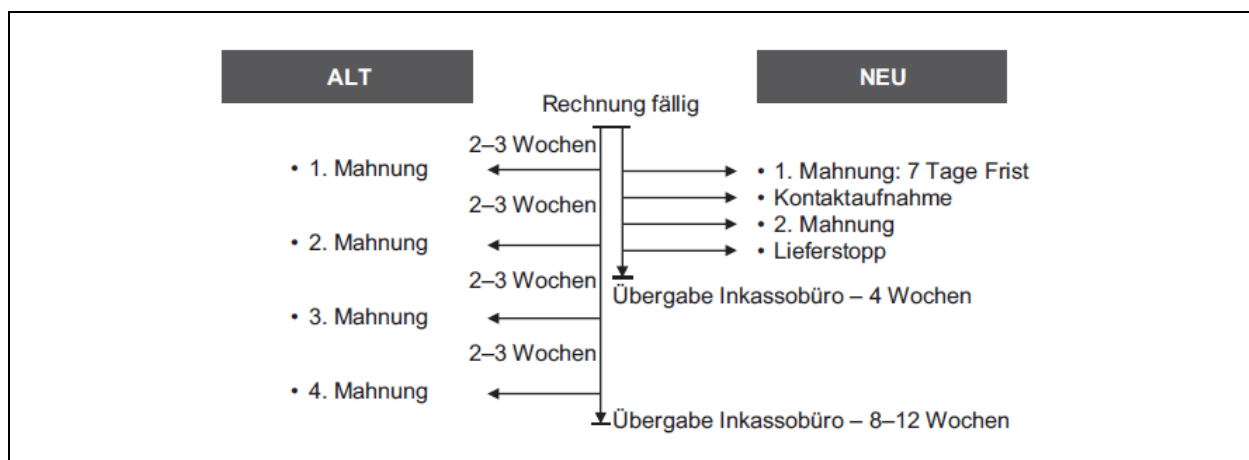 ALT
NEU
Rechnung fällig
2–3 Wochen
• 1. Mahnung
• 1. Mahnung: 7 Tage Frist
• Kontaktaufnahme
2–3 Wochen
• 2. Mahnung
• 2. Mahnung
• Lieferstopp
2–3 Wochen
Übergabe Inkassobüro – 4 Wochen
• 3. Mahnung
2–3 Wochen
• 4. Mahnung
Übergabe Inkassobüro – 8–12 Wochen